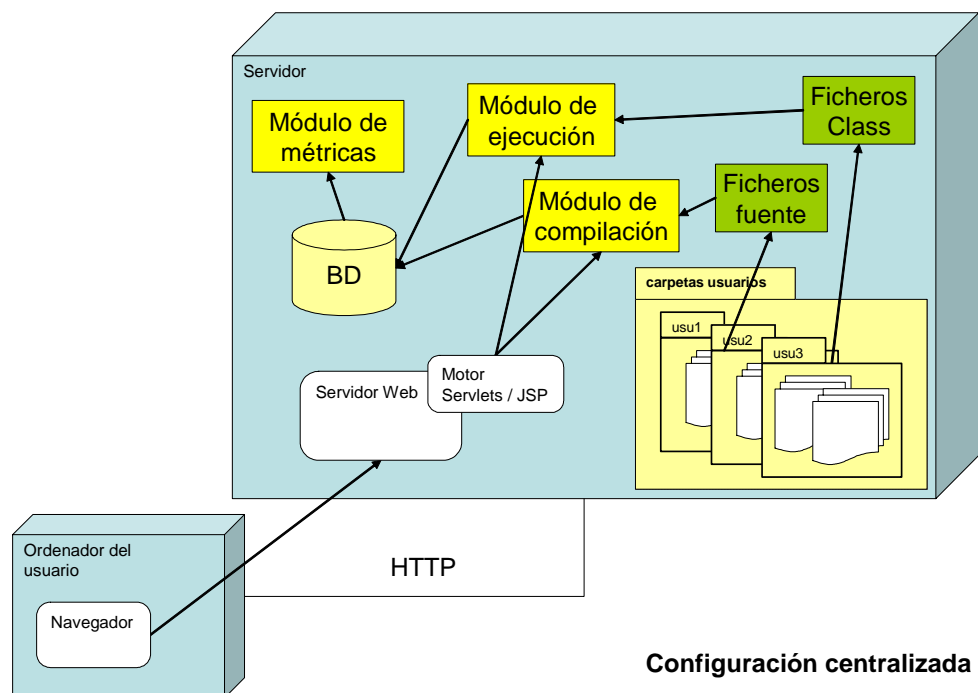 Servidor
Módulo de
métricas
Módulo de
ejecución
Ficheros
Class
Módulo de
compilación
Ficheros
fuente
BD
carpetas usuarios
usu1
usu2
usu3
Servidor Web
Motor
Servlets / JSP
Ordenador del
usuario
Navegador
HTTP
Configuración centralizada